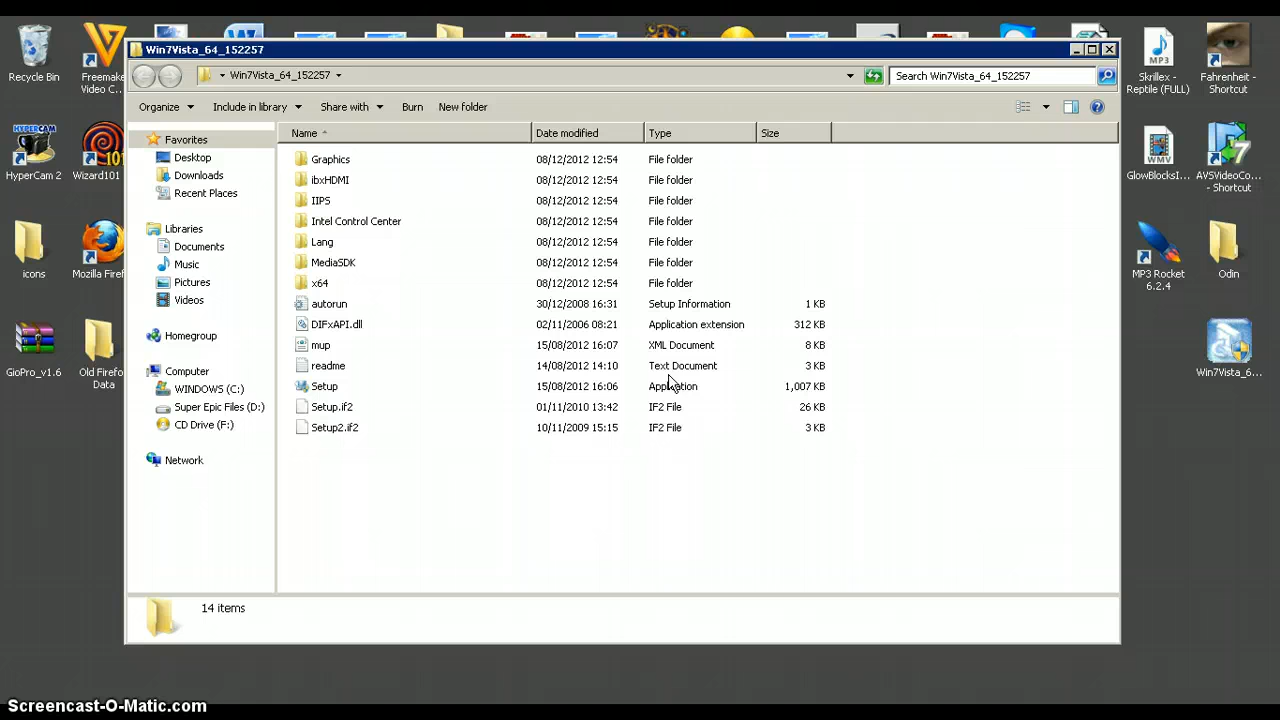 Win7Vista_64_152257
Win7Vista_64_152257
Search Win7Vista_64_152257
Organize
Include in library
Share with
Burn
New folder
Name
Date modified
Type
Size
Favorites
Desktop
Downloads
Recent Places
Libraries
Documents
Music
Pictures
Videos
Homegroup
Computer
WINDOWS (C:)
Super Epic Files (D:)
CD Drive (F:)
Network
Graphics 08/12/2012 12:54 File folder
ibxHDMI 08/12/2012 12:54 File folder
IIPS 08/12/2012 12:54 File folder
Intel Control Center 08/12/2012 12:54 File folder
Lang 08/12/2012 12:54 File folder
MediaSDK 08/12/2012 12:54 File folder
x64 08/12/2012 12:54 File folder
autorun 30/12/2008 16:31 Setup Information 1 KB
DIFxAPI.dll 02/11/2006 08:21 Application extension 312 KB
mup 15/08/2012 16:07 XML Document 8 KB
readme 14/08/2012 14:10 Text Document 3 KB
Setup 15/08/2012 16:06 Application 1,007 KB
Setup.if2 01/11/2010 13:42 IF2 File 26 KB
Setup2.if2 10/11/2009 15:15 IF2 File 3 KB
14 items
Recycle Bin
Freemake
Video C...
HYPERCAM
HyperCam 2
101
Wizard101
icons
Mozilla Firef
GioPro_v1.6
Old Firefo
Data
MP3
Skrillex -
Reptile (FULL)
Fahrenheit -
Shortcut
WMV
GlowBlocksI...
7
AVSVideoCo...
- Shortcut
MP3 Rocket
6.2.4
Odin
Win7Vista_6...
Screencast-O-Matic.com